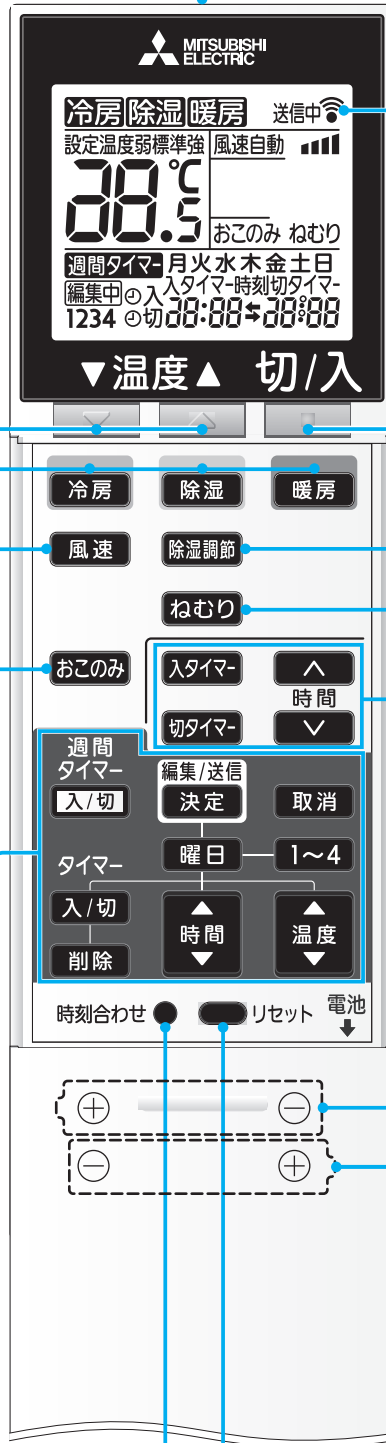 MITSUBISHI
ELECTRIC
冷房 除湿 暖房 送信中
設定温度弱標準強 風速自動
28.5℃
おこのみ ねむり
週間タイマー 月火水木金土日
編集中 入 入タイマー時刻切タイマー
1234 切 28:88 28:88
▼温度▲ 切/入
冷房 除湿 暖房
風速 除湿調節
ねむり
おこのみ 入タイマー ∧
時間
切タイマー ∨
週間
タイマー 編集/送信
入/切 決定 取消
曜日 1~4
タイマー
入/切 ▲ ▲
時間 温度
削除 ▼ ▼
時刻合わせ リセット 電池
⊕ ⊖
⊖ ⊕